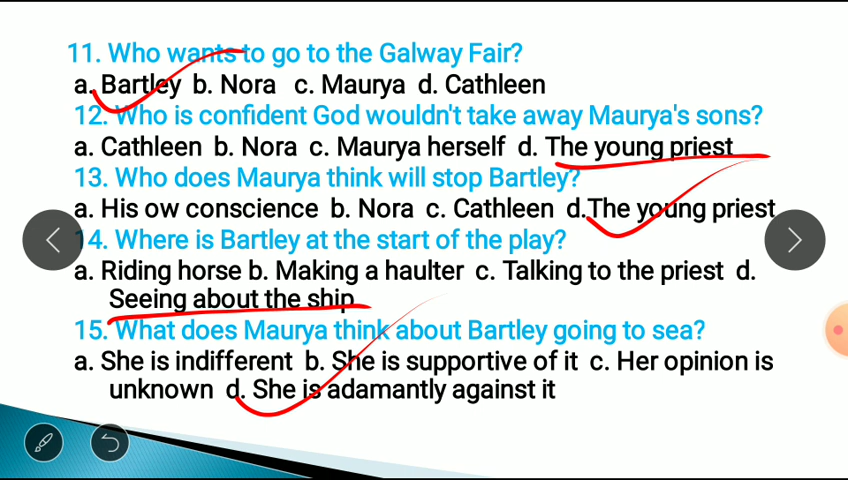 11. Who wants to go to the Galway Fair?
a. Bartley b. Nora c. Maurya d. Cathleen
12. Who is confident God wouldn't take away Maurya's sons?
a. Cathleen b. Nora c. Maurya herself d. The young priest
13. Who does Maurya think will stop Bartley?
a. His ow conscience b. Nora c. Cathleen d.The young priest
14. Where is Bartley at the start of the play?
a. Riding horse b. Making a haulter c. Talking to the priest d.
Seeing about the ship
15. What does Maurya think about Bartley going to sea?
a. She is indifferent b. She is supportive of it c. Her opinion is
unknown d. She is adamantly against it